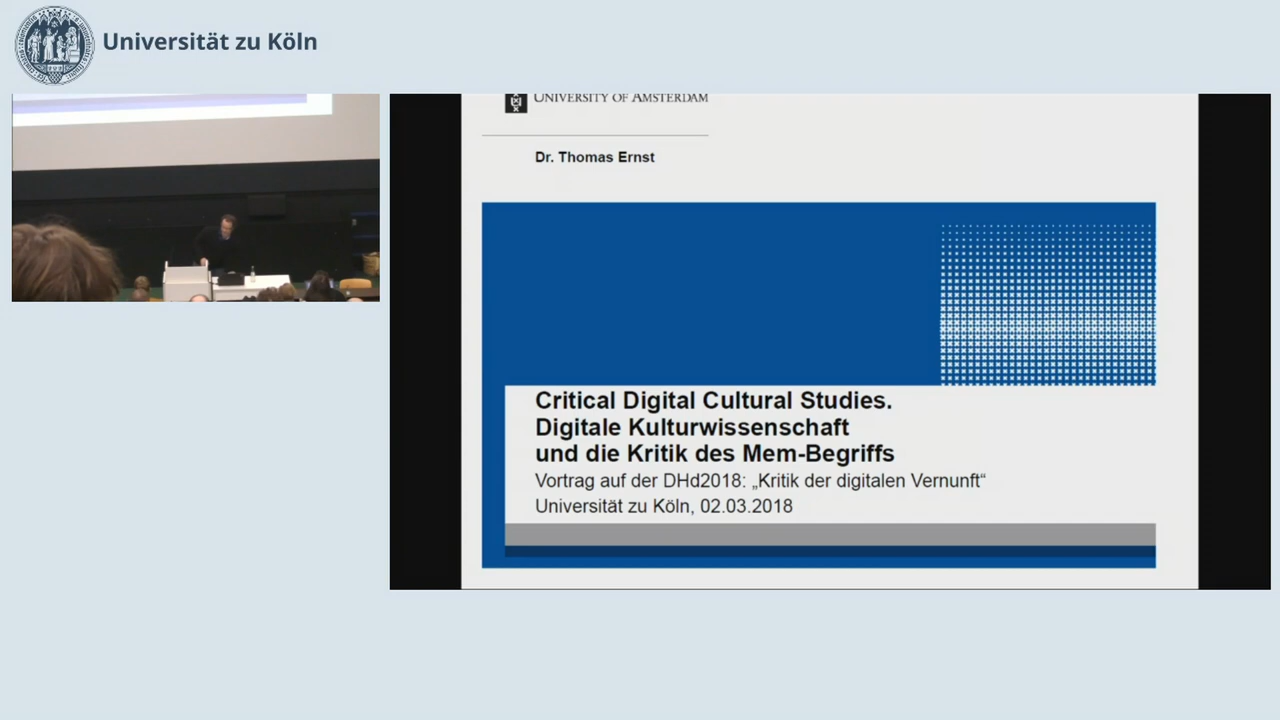 Universität zu Köln
UNIVERSITY OF AMSTERDAM
Dr. Thomas Ernst
Critical Digital Cultural Studies.
Digitale Kulturwissenschaft
und die Kritik des Mem-Begriffs
Vortrag auf der DHd2018: „Kritik der digitalen Vernunft“
Universität zu Köln, 02.03.2018